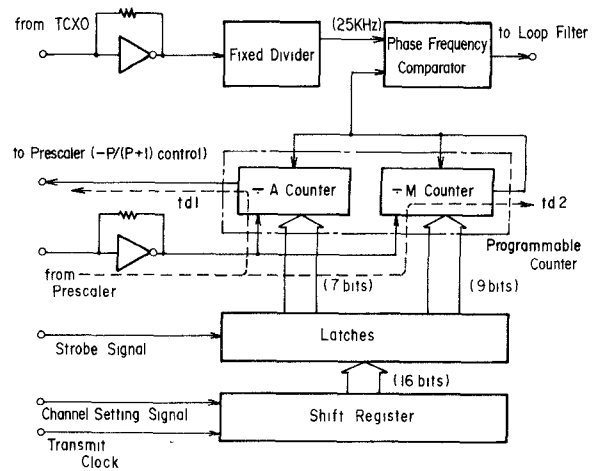 from TCXO
Fixed Divider
(25KHz)
Phase Frequency
Comparator
to Loop Filter
to Prescaler (-P/(P+1) control)
td1
÷ A Counter
÷ M Counter
td2
Programmable
Counter
from
Prescaler
(7 bits)
(9 bits)
Strobe Signal
Latches
(16 bits)
Channel Setting Signal
Transmit
Clock
Shift Register